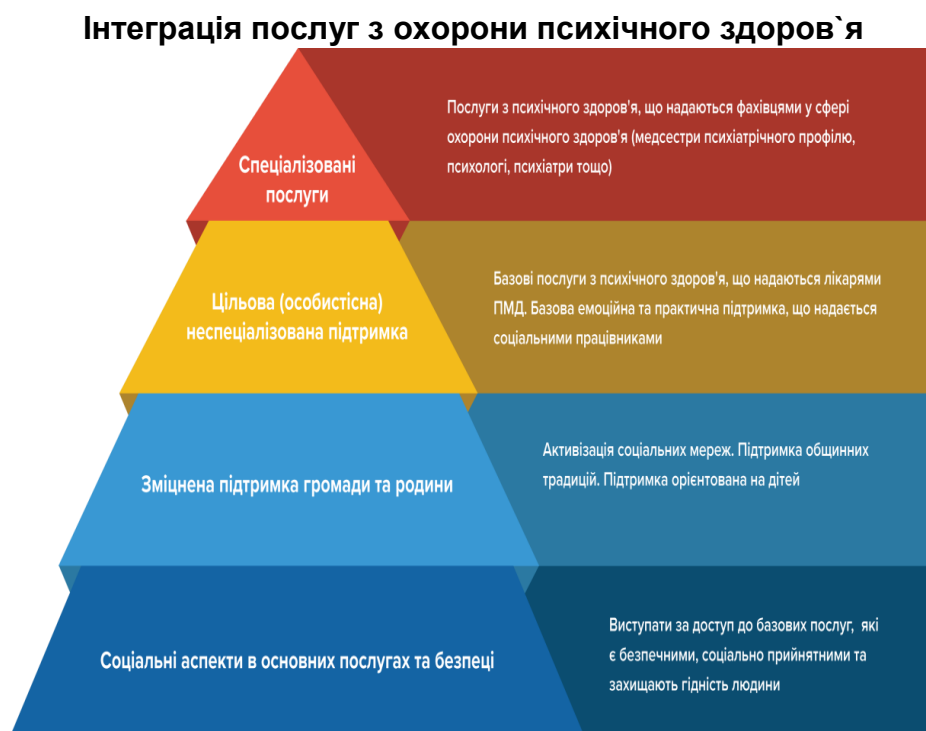 Інтеграція послуг з охорони психічного здоров`я
Спеціалізовані
послуги
Послуги з психічного здоров'я, що надаються фахівцями у сфері
охорони психічного здоров'я (медсестри психіатричного профілю,
психологі, психіатри тощо)
Цільова (особистісна)
неспеціалізована підтримка
Базові послуги з психічного здоров'я, що надаються лікарями
ПМД. Базова емоційна та практична підтримка, що надається
соціальними працівниками
Зміцнена підтримка громади та родини
Активізація соціальних мереж. Підтримка общинних
традицій. Підтримка орієнтована на дітей
Соціальні аспекти в основних послугах та безпеці
Виступати за доступ до базових послуг, які
є безпечними, соціально прийнятними та
захищають гідність людини